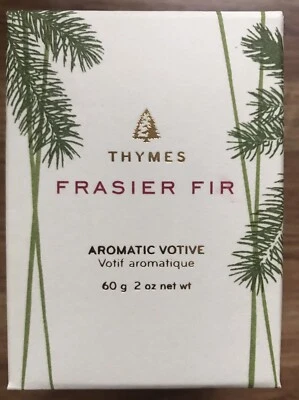 THYMES
FRASIER FIR
AROMATIC VOTIVE
Votif aromatique
60 g 2 oz net wt